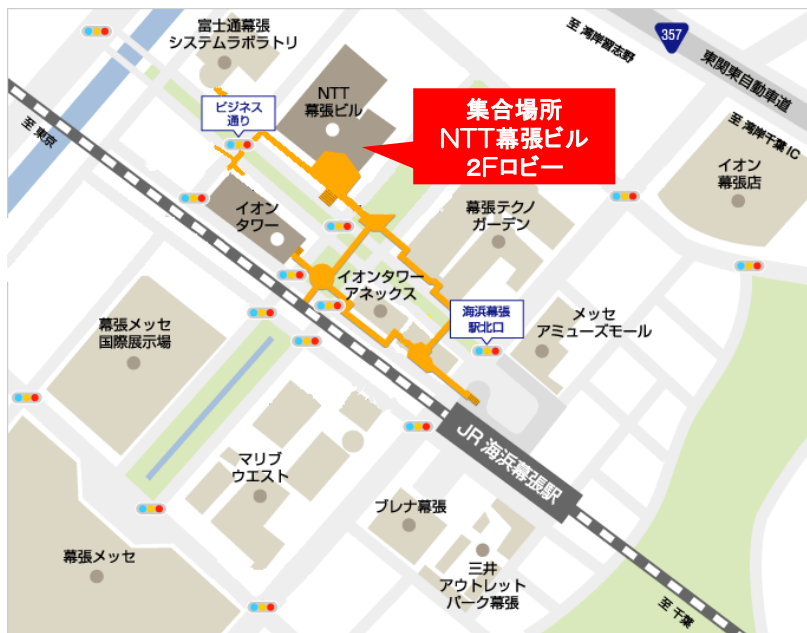 富士通幕張
システムラボラトリ
至 湾岸習志野
357
東関東自動車道
NTT
幕張ビル
ビジネス
通り
集合場所
NTT幕張ビル
2Fロビー
至 湾岸千葉IC
至 東京
イオン
幕張店
イオン
タワー
幕張テクノ
ガーデン
イオンタワー
アネックス
海浜幕張
駅北口
幕張メッセ
国際展示場
メッセ
アミューズモール
JR 海浜幕張駅
マリブ
ウエスト
プレナ幕張
幕張メッセ
三井
アウトレット
パーク幕張
至 千葉